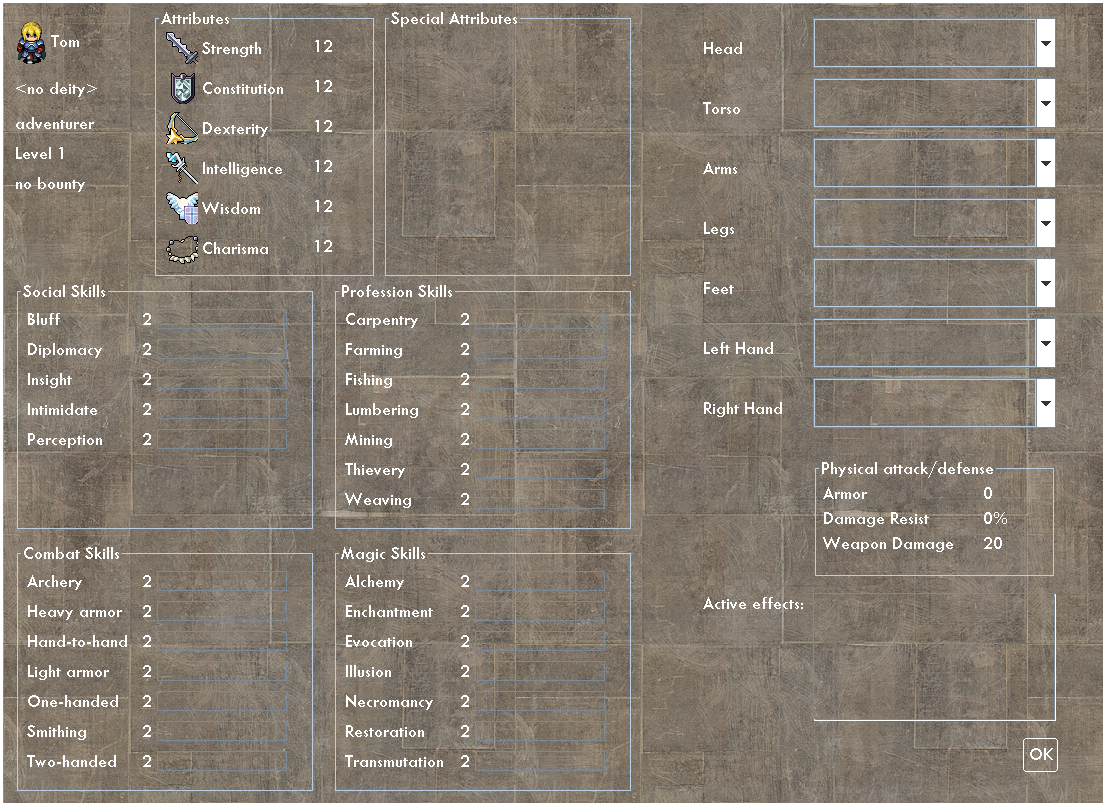 Tom
<no deity>
adventurer
Level 1
no bounty
Attributes
Strength 12
Constitution 12
Dexterity 12
Intelligence 12
Wisdom 12
Charisma 12
Special Attributes
Social Skills
Bluff 2
Diplomacy 2
Insight 2
Intimidate 2
Perception 2
Profession Skills
Carpentry 2
Farming 2
Fishing 2
Lumbering 2
Mining 2
Thievery 2
Weaving 2
Combat Skills
Archery 2
Heavy armor 2
Hand-to-hand 2
Light armor 2
One-handed 2
Smithing 2
Two-handed 2
Magic Skills
Alchemy 2
Enchantment 2
Evocation 2
Illusion 2
Necromancy 2
Restoration 2
Transmutation 2
Head
Torso
Arms
Legs
Feet
Left Hand
Right Hand
Physical attack/defense
Armor 0
Damage Resist 0%
Weapon Damage 20
Active effects:
OK